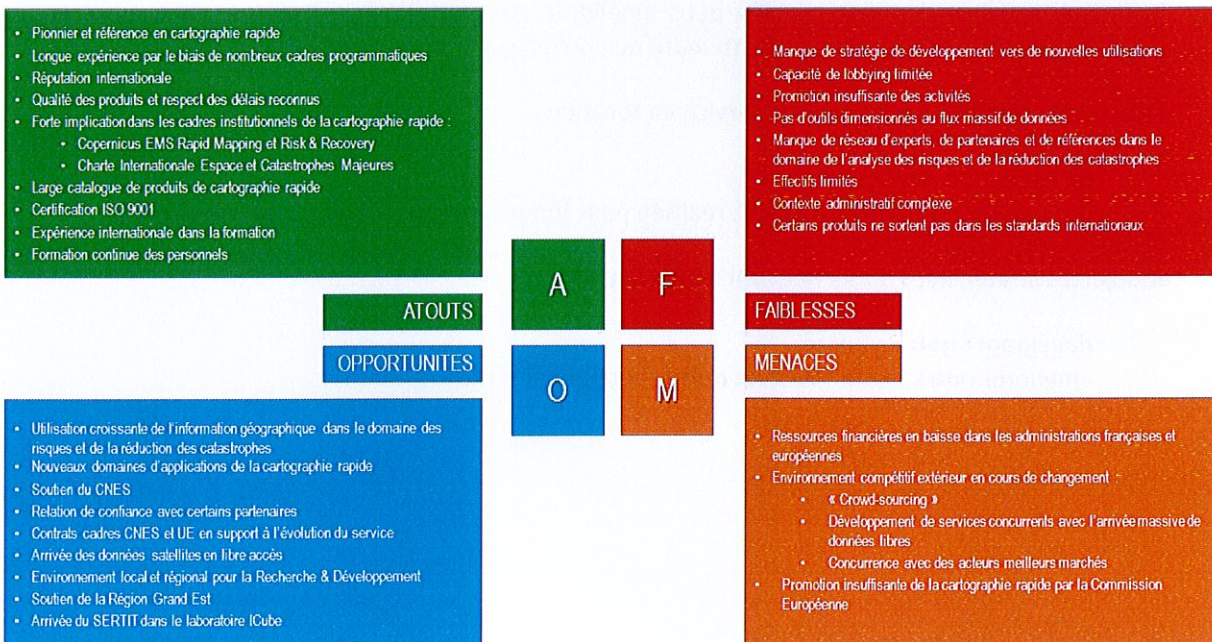 • Pionnier et référence en cartographie rapide
• Longue expérience par le biais de nombreux cadres programmatiques
• Réputation internationale
• Qualité des produits et respect des délais reconnus
• Forte implication dans les cadres institutionnels de la cartographie rapide :
• Copernicus EMS Rapid Mapping et Risk & Recovery
• Charte Internationale Espace et Catastrophes Majeures
• Large catalogue de produits de cartographie rapide
• Certification ISO 9001
• Expérience internationale dans la formation
• Formation continue des personnels
ATOUTS
A
F
• Manque de stratégie de développement vers de nouvelles utilisations
• Capacité de lobbying limitée
• Promotion insuffisante des activités
• Pas d'outils dimensionnés au flux massif de données
• Manque de réseau d'experts, de partenaires et de références dans le
domaine de l'analyse des risques et de la réduction des catastrophes
• Effectifs limités
• Contexte administratif complexe
• Certains produits ne sortent pas dans les standards internationaux
FAIBLESSES
OPPORTUNITES
O
M
MENACES
• Utilisation croissante de l'information géographique dans le domaine des
risques et de la réduction des catastrophes
• Nouveaux domaines d'applications de la cartographie rapide
• Soutien du CNES
• Relation de confiance avec certains partenaires
• Contrats cadres CNES et UE en support à l'évolution du service
• Arrivée des données satellites en libre accès
• Environnement local et régional pour la Recherche & Développement
• Soutien de la Région Grand Est
• Arrivée du SERTIT dans le laboratoire ICube
• Ressources financières en baisse dans les administrations françaises et
européennes
• Environnement compétitif extérieur en cours de changement :
• « Crowd-sourcing »
• Développement de services concurrents avec l'arrivée massive de
données libres
• Concurrence avec des acteurs meilleurs marchés
• Promotion insuffisante de la cartographie rapide par la Commission
Européenne